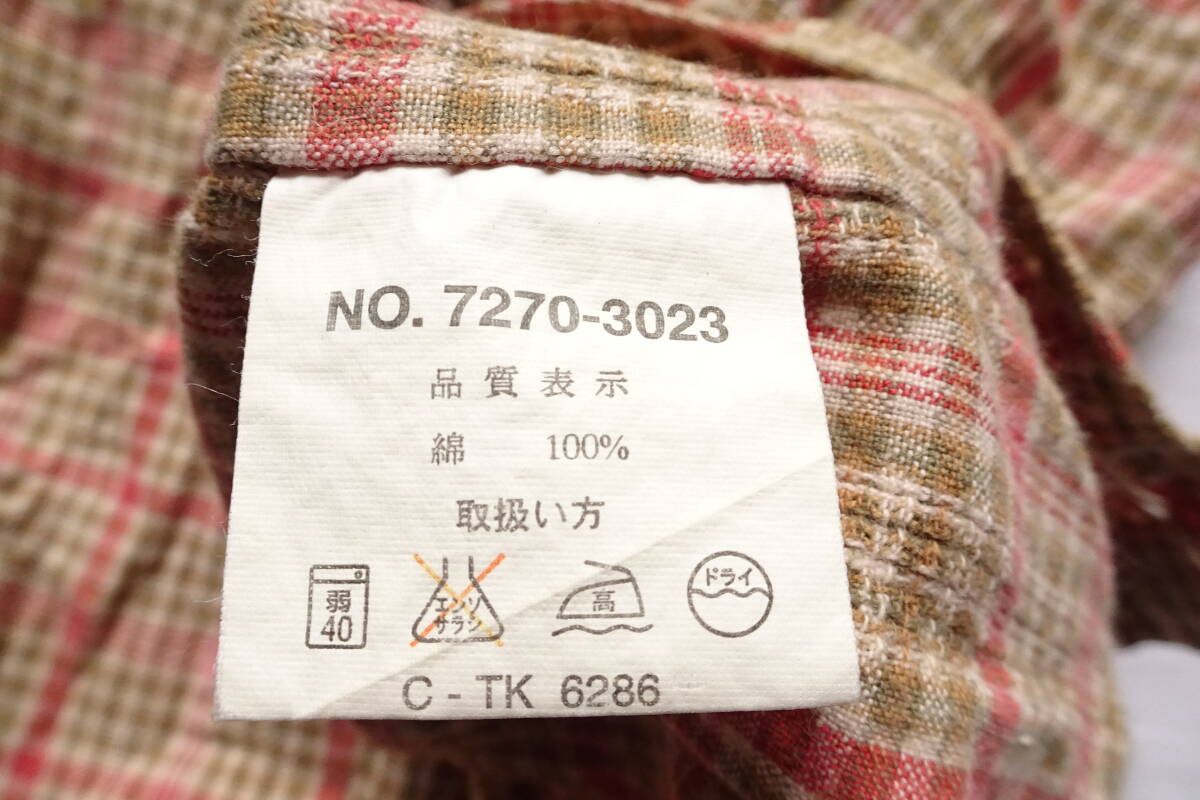 NO. 7270-3023
品質表示
綿 100%
取扱い方
弱 40
エンソ サラシ
高
ドライ
C - TK 6286